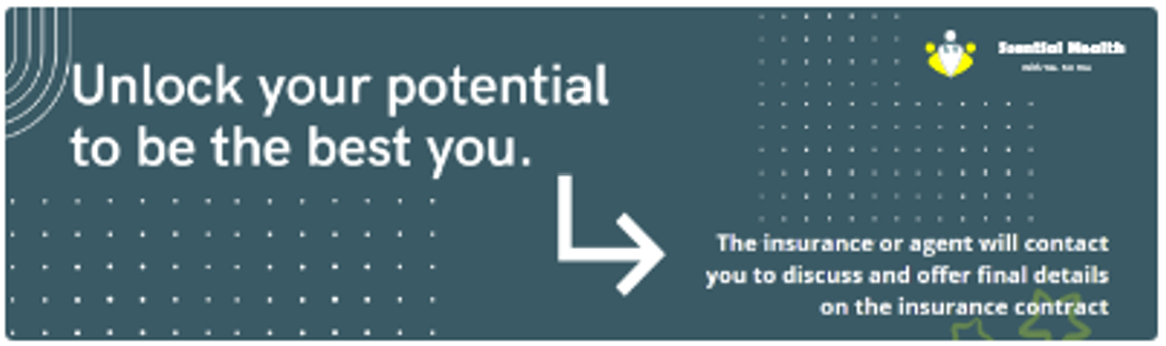 Unlock your potential
to be the best you.
Ssential Health
The insurance or agent will contact
you to discuss and offer final details
on the insurance contract